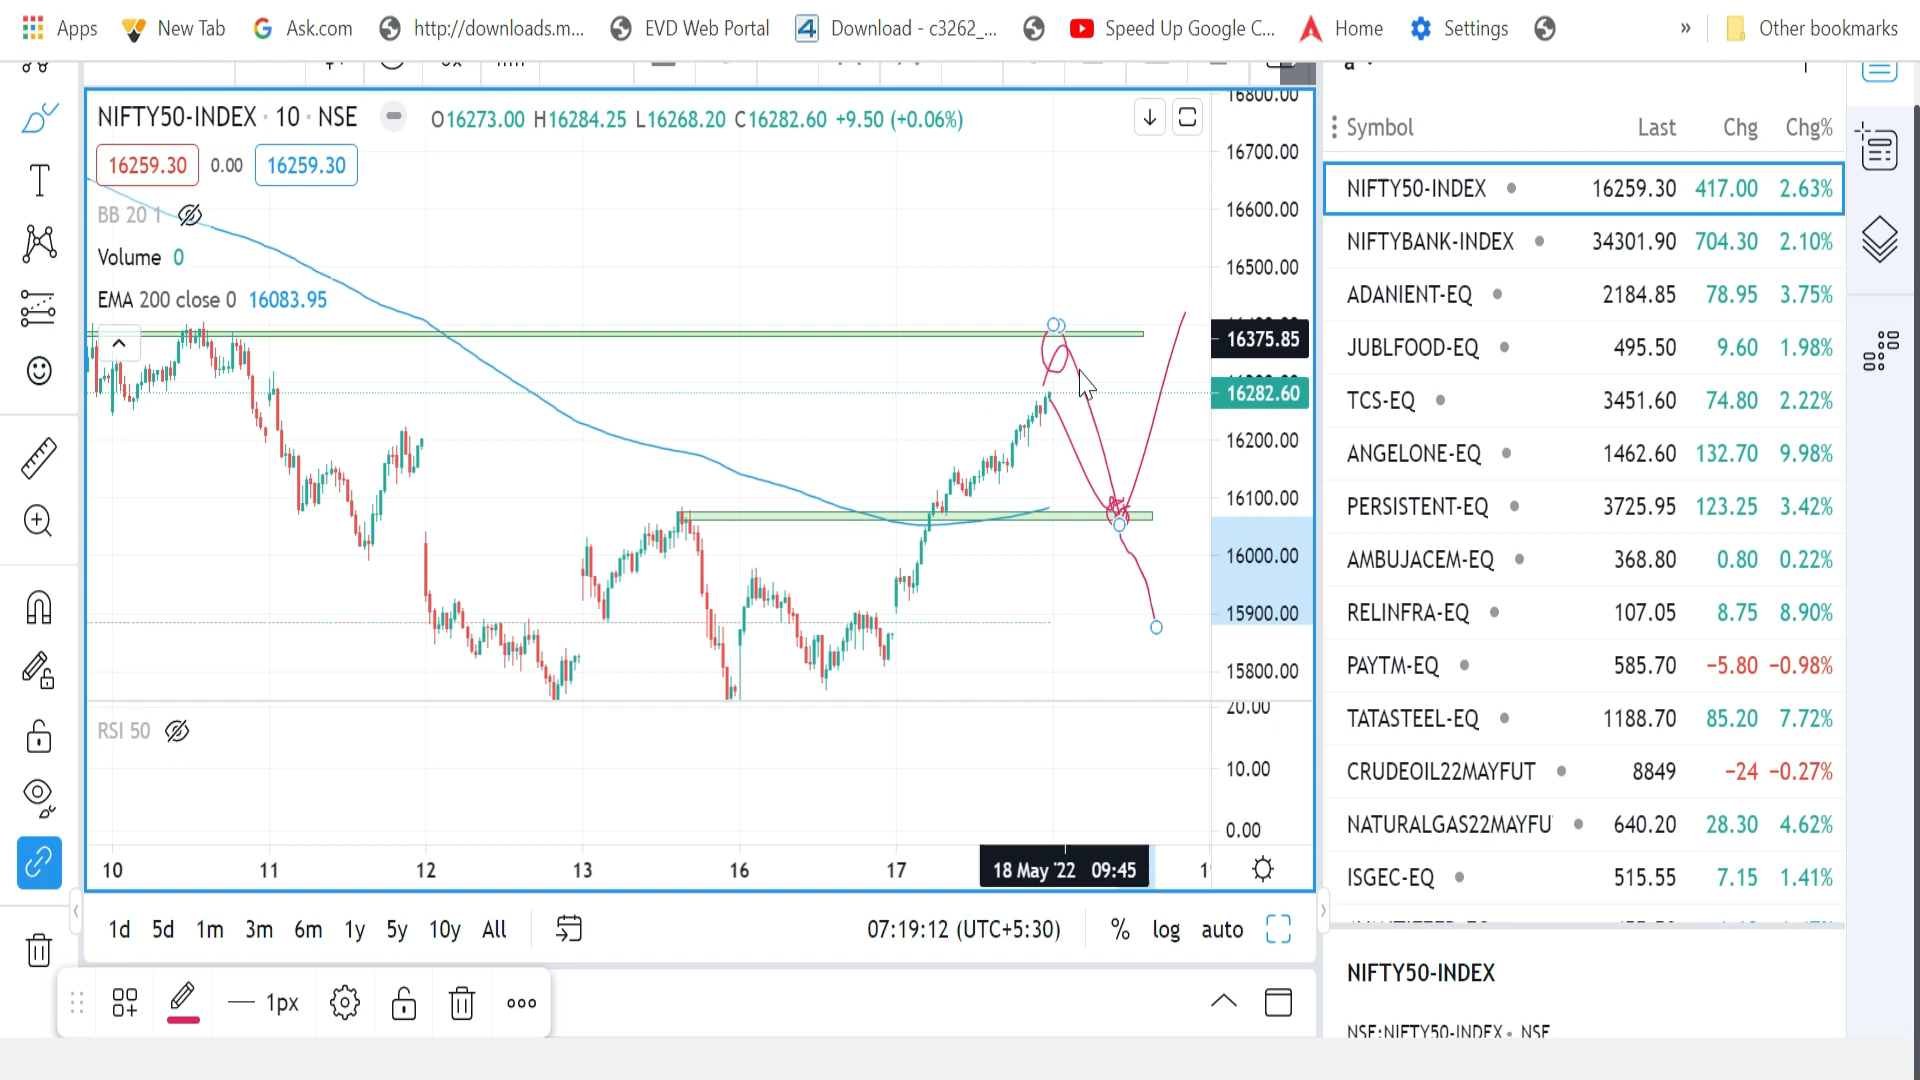 Apps New Tab Ask.com http://downloads.m... EVD Web Portal Download - c3262_... Speed Up Google C... Home Settings » Other bookmarks
NIFTY50-INDEX · 10 · NSE O16273.00 H16284.25 L16268.20 C16282.60 +9.50 (+0.06%)
16259.30 0.00 16259.30
BB 20 1
Volume 0
EMA 200 close 0 16083.95
16800.00
16700.00
16600.00
16500.00
16375.85
16282.60
16200.00
16100.00
16000.00
15900.00
15800.00
RSI 50
20.00
10.00
0.00
10 11 12 13 16 17 18 May '22 09:45
1d 5d 1m 3m 6m 1y 5y 10y All 07:19:12 (UTC+5:30) % log auto
1px
Symbol Last Chg Chg%
NIFTY50-INDEX 16259.30 417.00 2.63%
NIFTYBANK-INDEX 34301.90 704.30 2.10%
ADANIENT-EQ 2184.85 78.95 3.75%
JUBLFOOD-EQ 495.50 9.60 1.98%
TCS-EQ 3451.60 74.80 2.22%
ANGELONE-EQ 1462.60 132.70 9.98%
PERSISTENT-EQ 3725.95 123.25 3.42%
AMBUJACEM-EQ 368.80 0.80 0.22%
RELINFRA-EQ 107.05 8.75 8.90%
PAYTM-EQ 585.70 −5.80 −0.98%
TATASTEEL-EQ 1188.70 85.20 7.72%
CRUDEOIL22MAYFUT 8849 −24 −0.27%
NATURALGAS22MAYFU 640.20 28.30 4.62%
ISGEC-EQ 515.55 7.15 1.41%
NIFTY50-INDEX
NSE:NIFTY50-INDEX • NSE